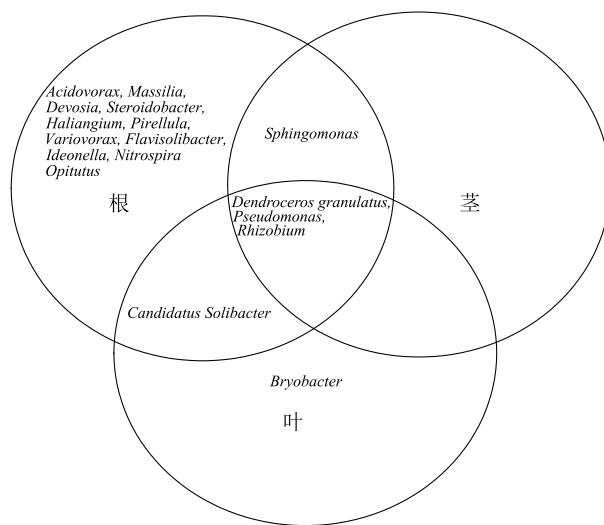 Acidovorax, Massilia,
Devosia, Steroidobacter,
Haliangium, Pirellula,
Variovorax, Flavisolibacter,
Ideonella, Nitrospira
Opitutus
Sphingomonas
根
Dendroceros granulatus,
Pseudomonas,
Rhizobium
茎
Candidatus Solibacter
Bryobacter
叶